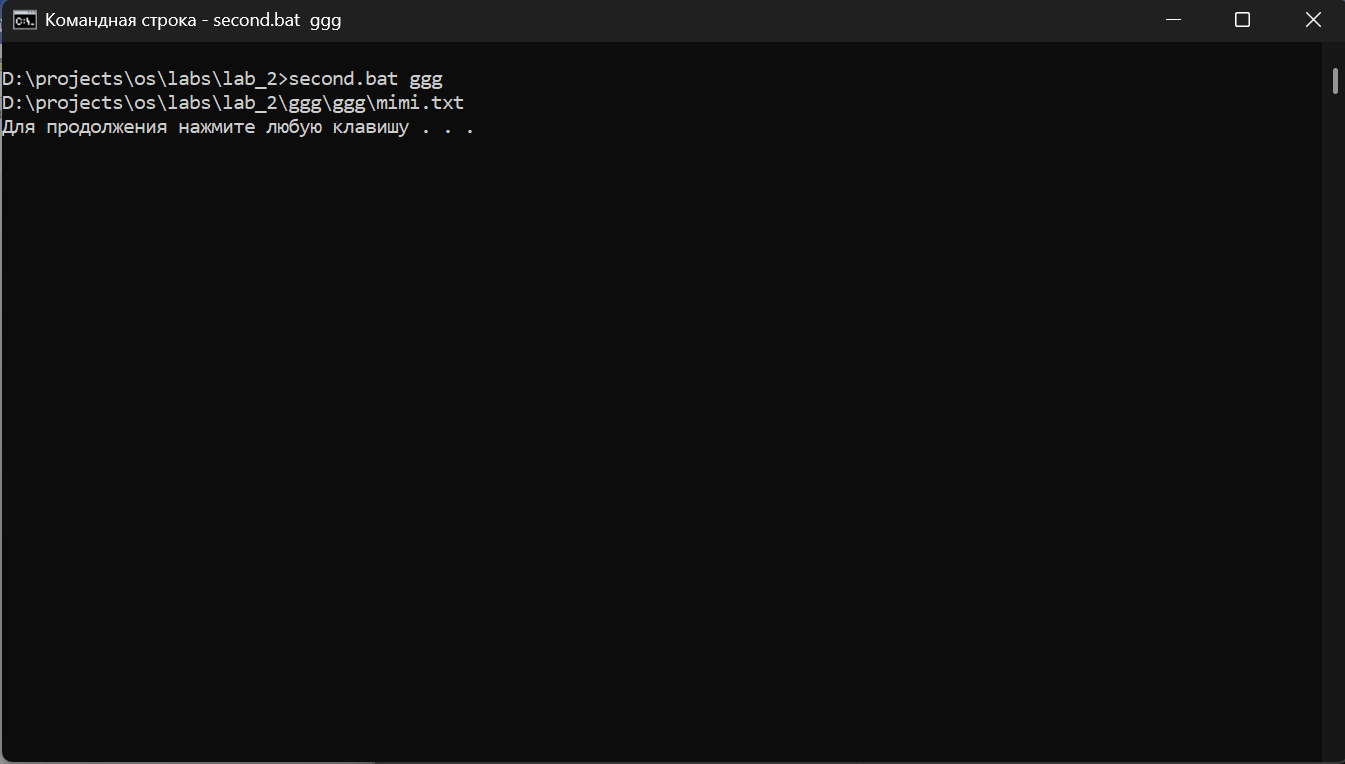 Командная строка - second.bat  ggg
D:\projects\os\labs\lab_2>second.bat ggg
D:\projects\os\labs\lab_2\ggg\ggg\mimi.txt
Для продолжения нажмите любую клавишу . . .